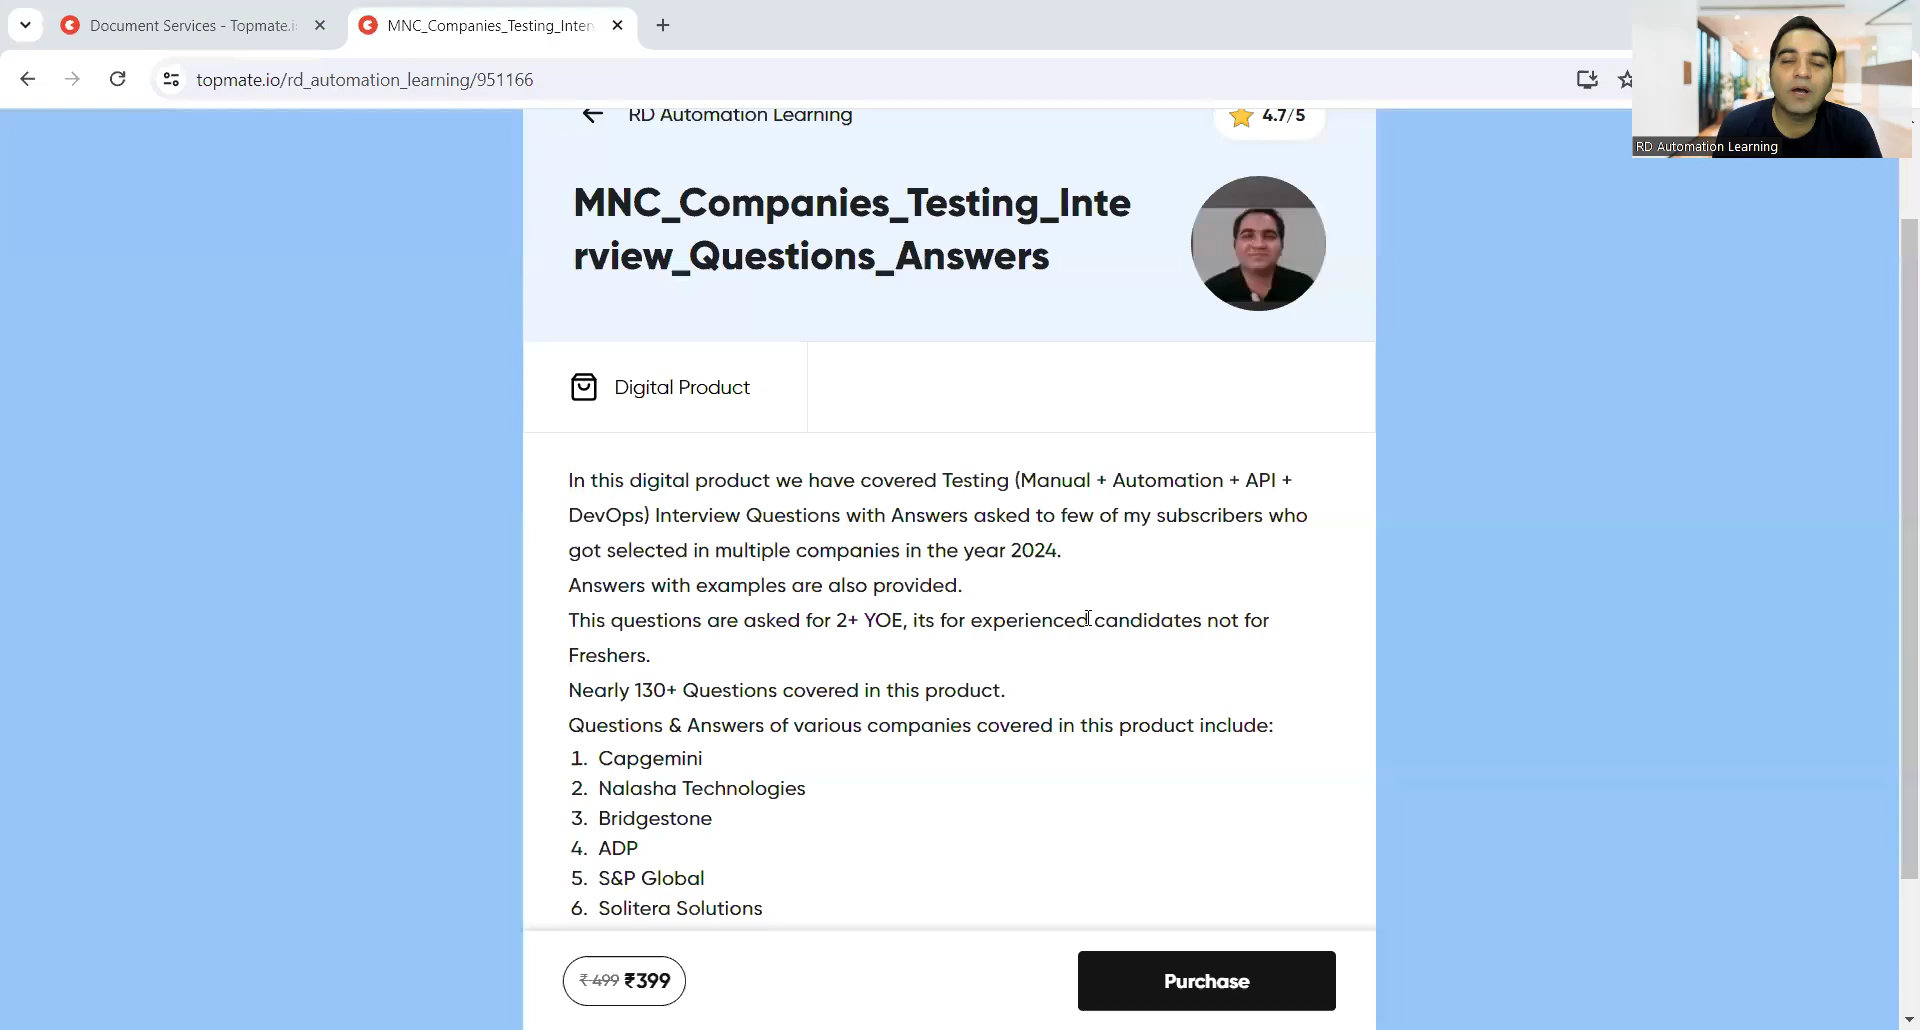 Document Services - Topmate.i
MNC_Companies_Testing_Inter
topmate.io/rd_automation_learning/951166
RD Automation Learning
RD Automation Learning
4.7/5
MNC_Companies_Testing_Inte
rview_Questions_Answers
Digital Product
In this digital product we have covered Testing (Manual + Automation + API +
DevOps) Interview Questions with Answers asked to few of my subscribers who
got selected in multiple companies in the year 2024.
Answers with examples are also provided.
This questions are asked for 2+ YOE, its for experienced candidates not for
Freshers.
Nearly 130+ Questions covered in this product.
Questions & Answers of various companies covered in this product include:
1. Capgemini
2. Nalasha Technologies
3. Bridgestone
4. ADP
5. S&P Global
6. Solitera Solutions
₹499 ₹399
Purchase